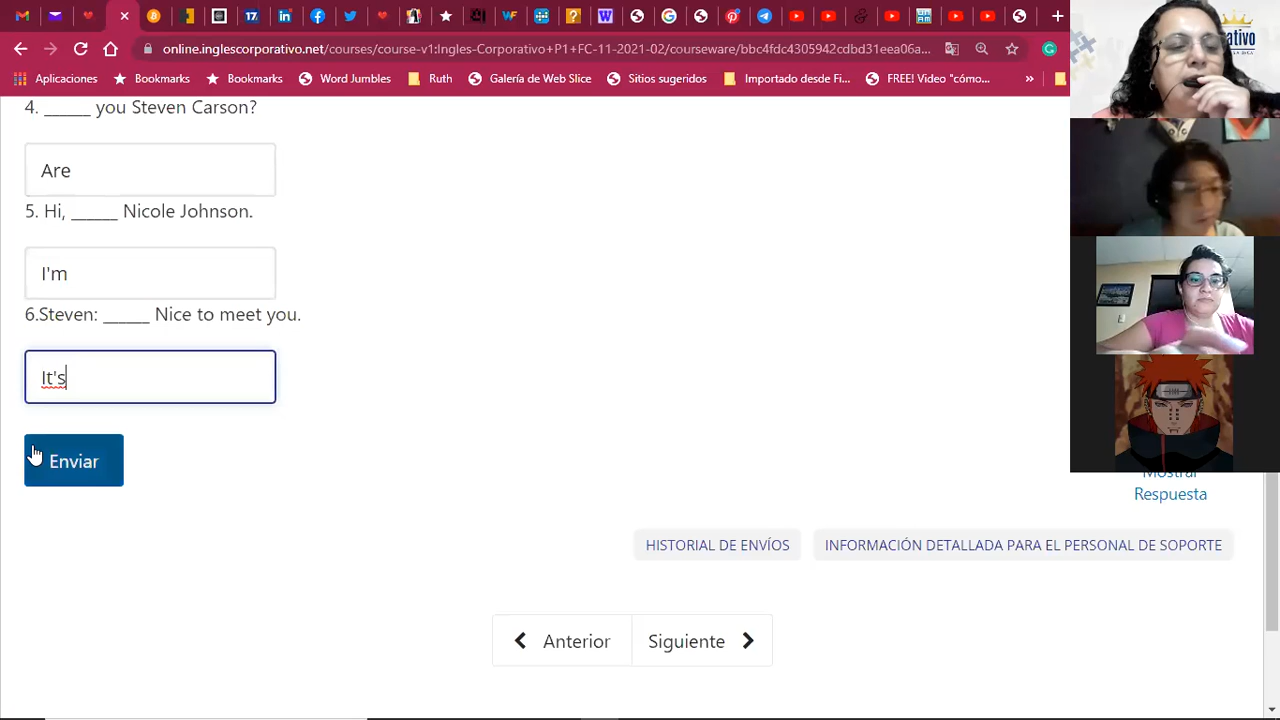 online.inglescorporativo.net/courses/course-v1:Ingles-Corporativo+P1+FC-11-2021-02/courseware/bbc4fdc4305942cdbd31eea06a...
Aplicaciones Bookmarks Bookmarks Word Jumbles Ruth Galería de Web Slice Sitios sugeridos Importado desde Fi... FREE! Video "cómo... »
4. ______ you Steven Carson?
Are
5. Hi, ______ Nicole Johnson.
I'm
6.Steven: ______ Nice to meet you.
It's
Enviar
Mostrar
Respuesta
HISTORIAL DE ENVÍOS INFORMACIÓN DETALLADA PARA EL PERSONAL DE SOPORTE
Anterior Siguiente